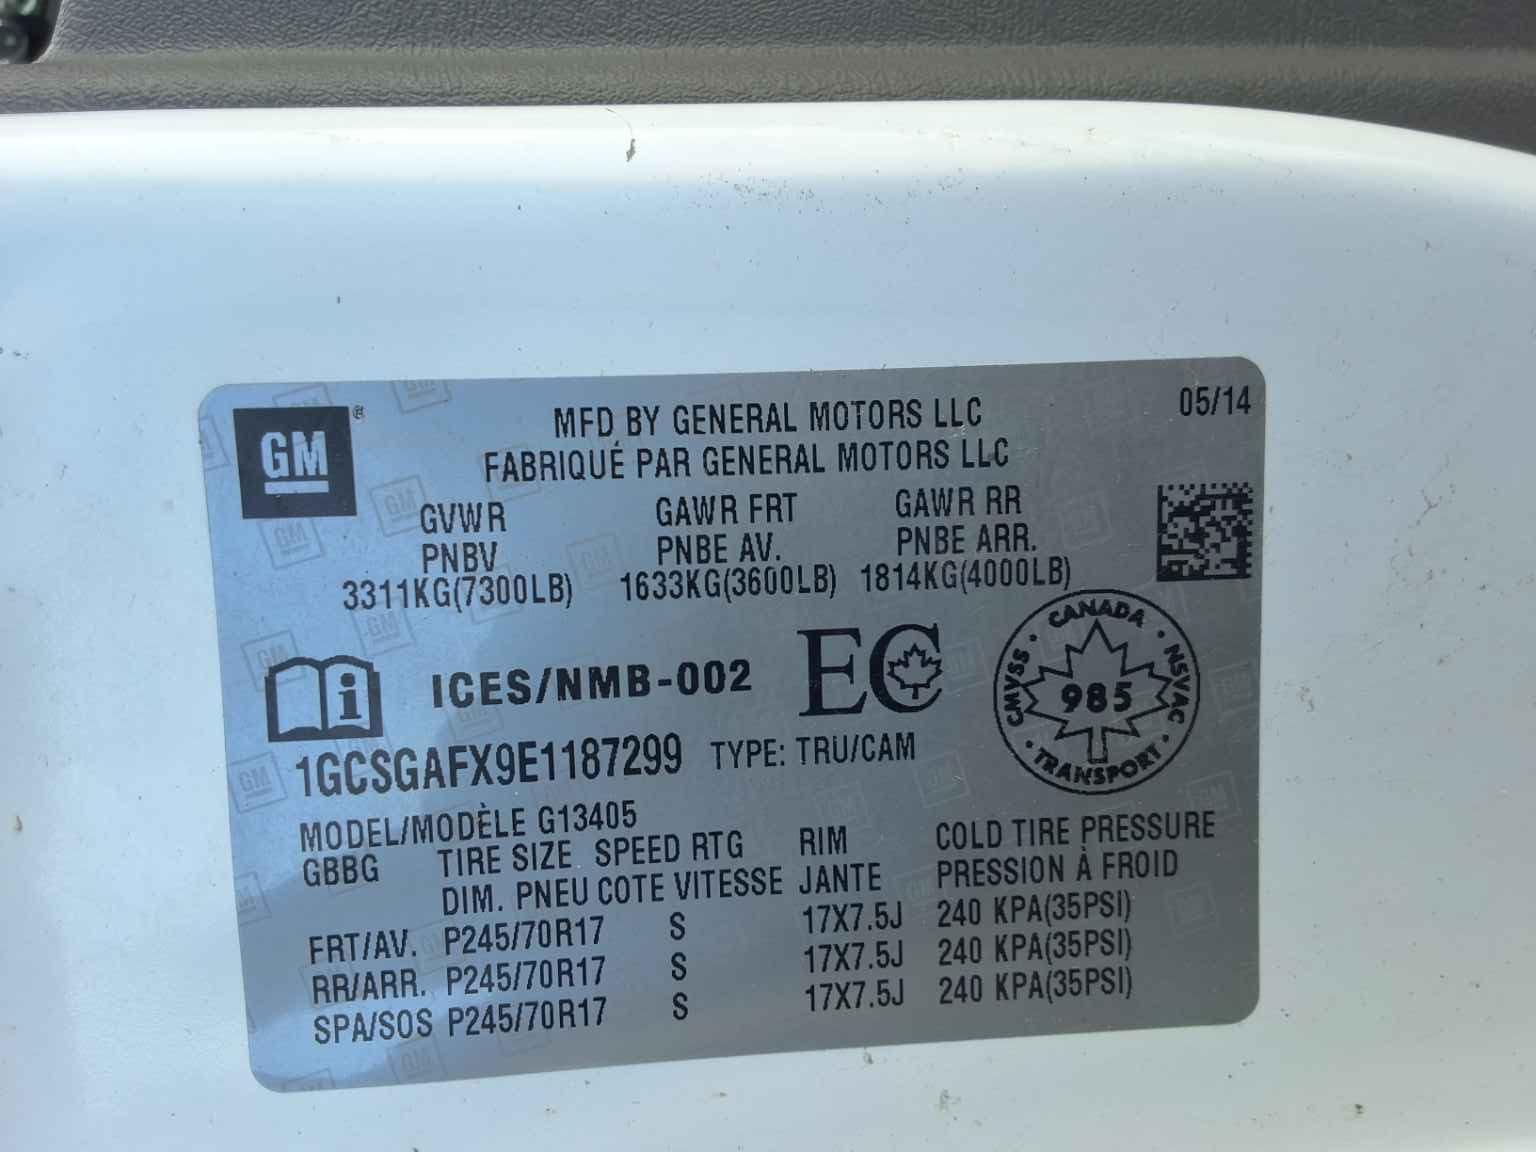 GM®
MFD BY GENERAL MOTORS LLC
05/14
FABRIQUÉ PAR GENERAL MOTORS LLC
GVWR GAWR FRT GAWR RR
PNBV PNBE AV. PNBE ARR.
3311KG(7300LB) 1633KG(3600LB) 1814KG(4000LB)
i ICES/NMB-002 EC
CANADA
CMVSS 985 NSVAC
TRANSPORT
1GCSGAFX9E1187299 TYPE: TRU/CAM
MODEL/MODÈLE G13405
GBBG TIRE SIZE SPEED RTG RIM COLD TIRE PRESSURE
DIM. PNEU COTE VITESSE JANTE PRESSION À FROID
FRT/AV. P245/70R17 S 17X7.5J 240 KPA(35PSI)
RR/ARR. P245/70R17 S 17X7.5J 240 KPA(35PSI)
SPA/SOS P245/70R17 S 17X7.5J 240 KPA(35PSI)